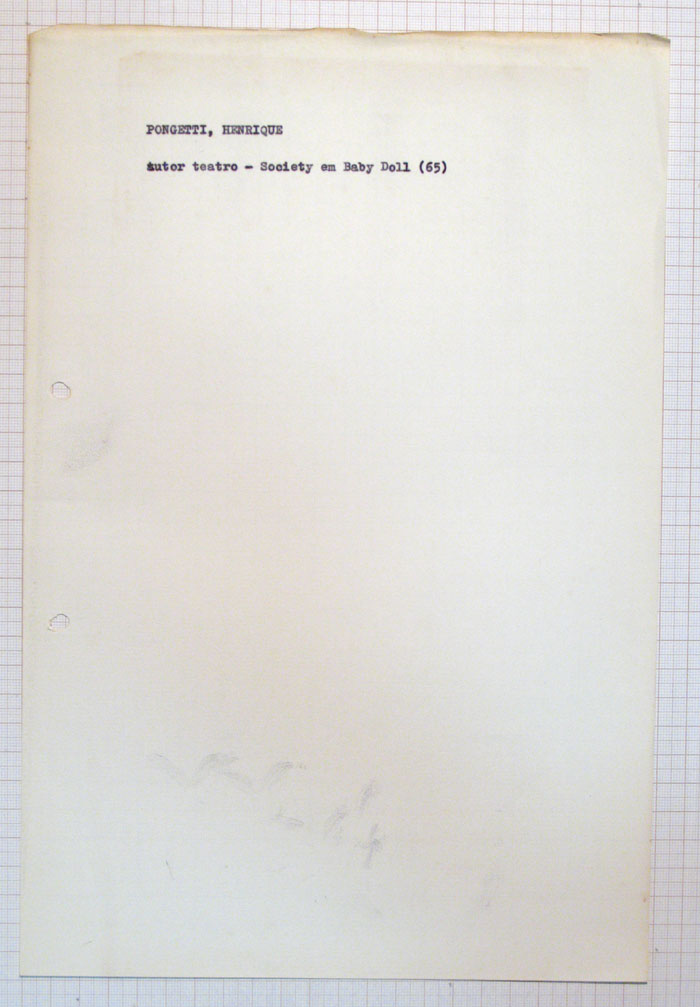 PONGETTI, HENRIQUE
autor teatro - Society em Baby Doll (65)